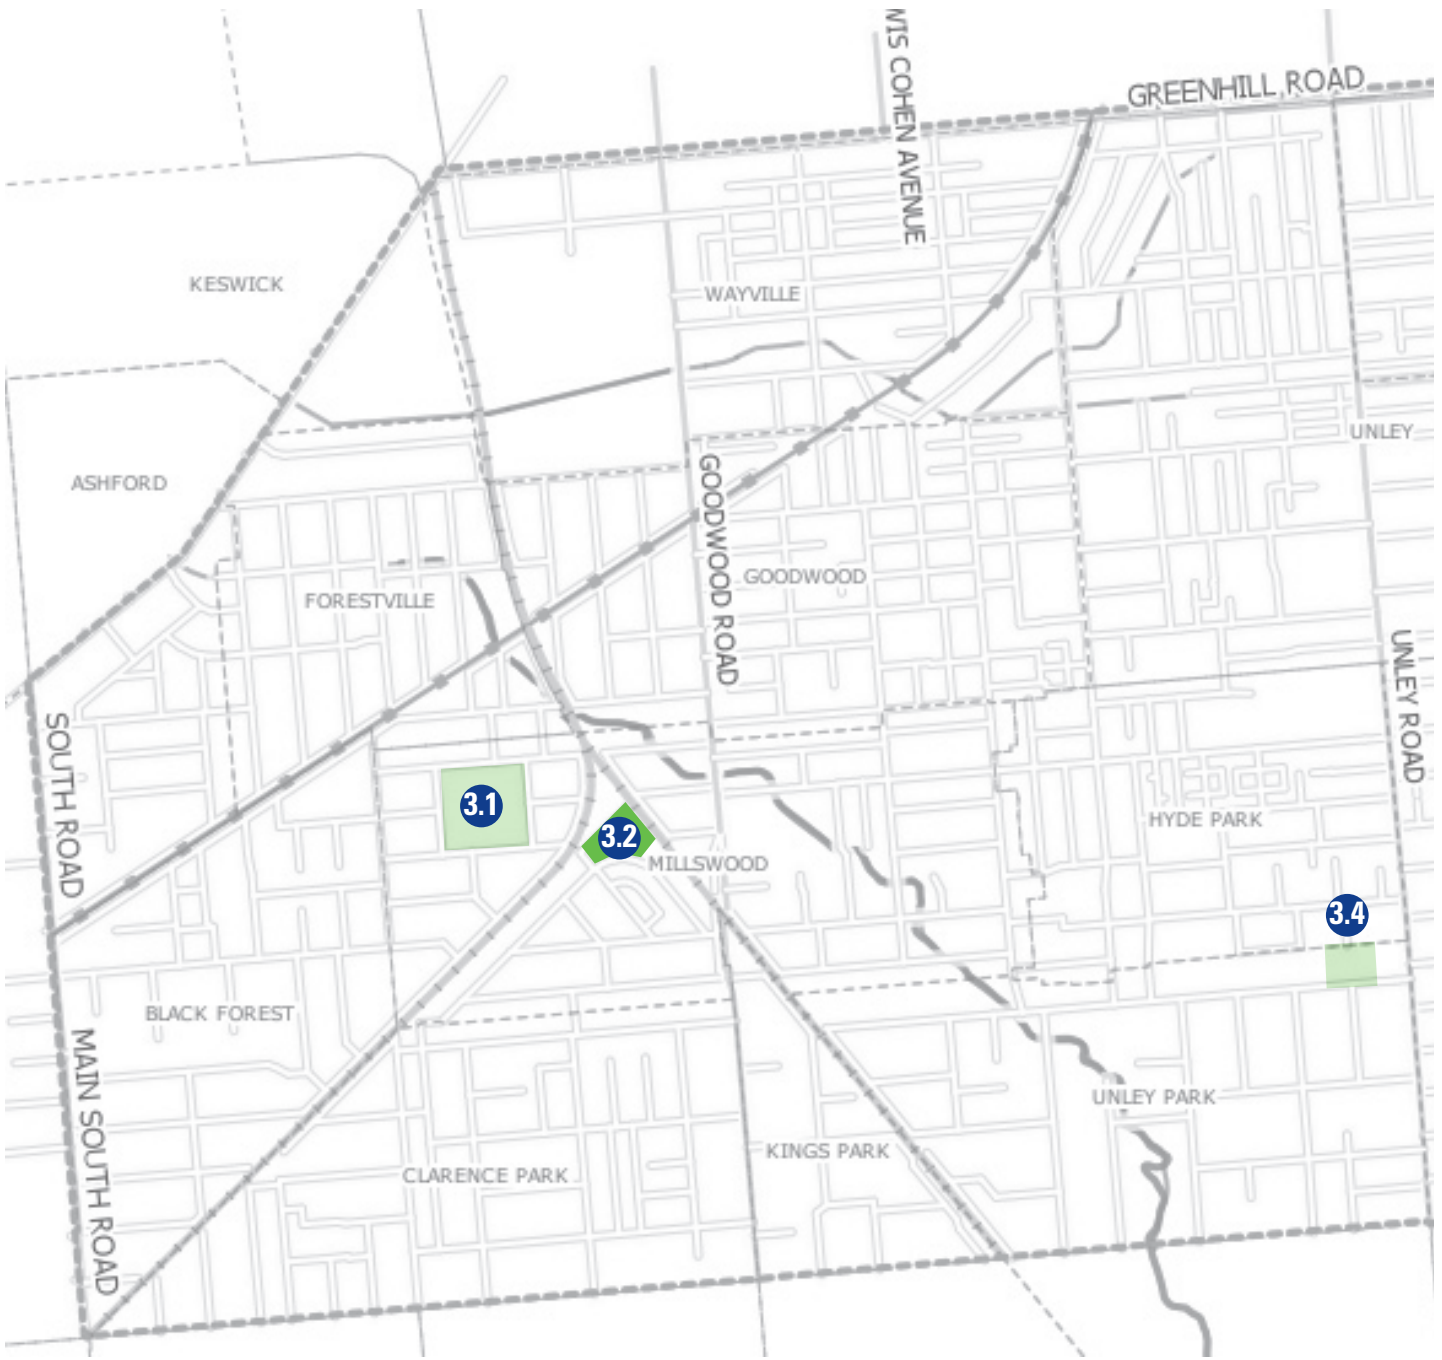 WIS COHEN AVENUE
GREENHILL ROAD
KESWICK
WAYVILLE
UNLEY
ASHFORD
GOODWOOD ROAD
GOODWOOD
FORESTVILLE
UNLEY ROAD
SOUTH ROAD
3.1
3.2
HYDE PARK
MILLSWOOD
3.4
BLACK FOREST
MAIN SOUTH ROAD
UNLEY PARK
KINGS PARK
CLARENCE PARK